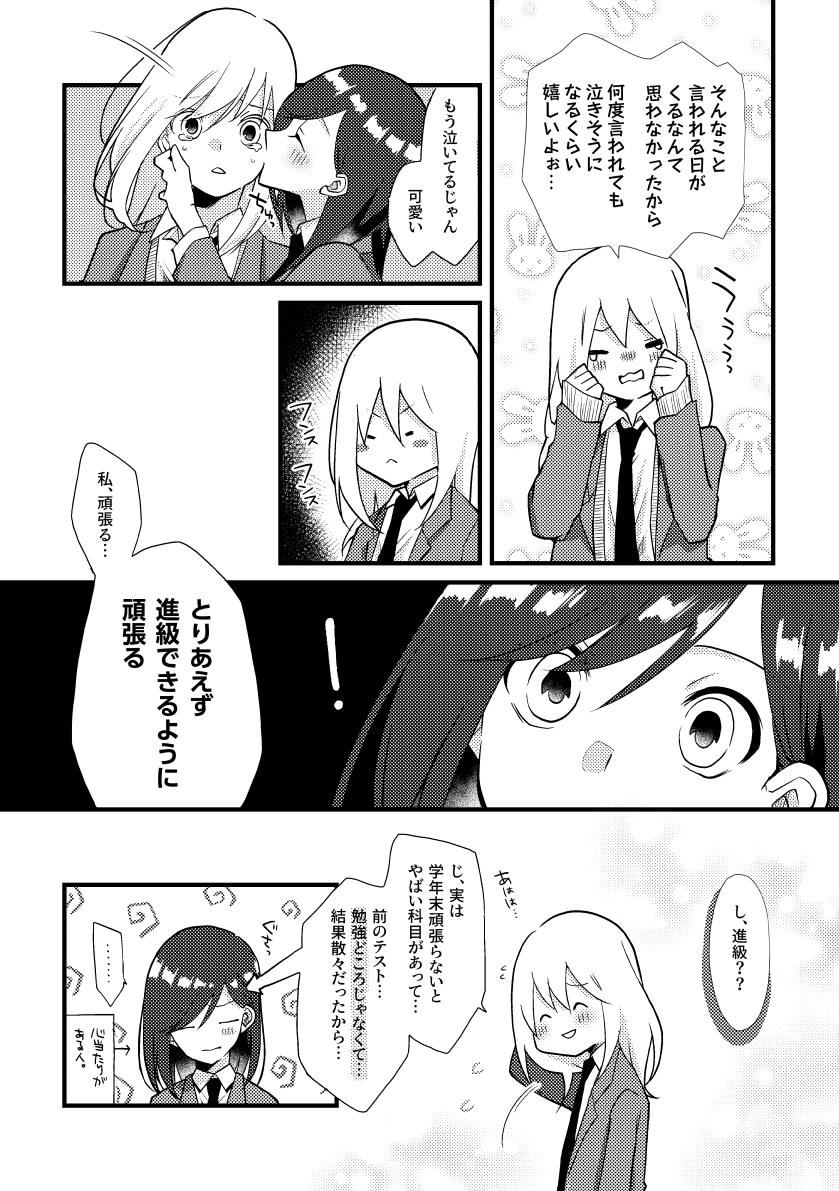 そんなこと
言われる日が
くるなんて
思わなかったから
何度言われても
泣きそうに
なるくらい
嬉しいよぉ…
へうぅぅ
もう泣いてるじゃん
可愛い
フンス
フンス
私、頑張る…
！
とりあえず
進級できるように
頑張る
し、進級？？
あはは…
じ、実は
学年末頑張らないと
やばい科目があって…
前のテスト…
勉強どころじゃなくて…
結果散々だったから…
ぐさっ
……
心当たりが
ある人。